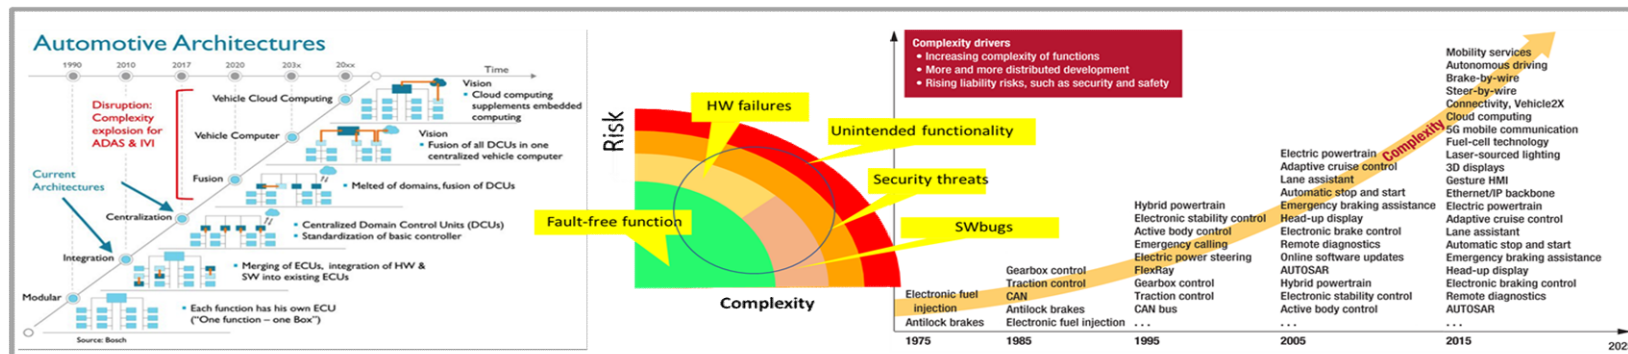 Automotive Architectures
1990
2010
2017
2020
203x
20xx
Time
Disruption:
Complexity
explosion for
ADAS & IVI
Current
Architectures
Vehicle Cloud Computing
Vision
• Cloud computing
supplements embedded
computing
Vehicle Computer
Vision
• Fusion of all DCUs in one
centralized vehicle computer
Fusion
• Melted of domains, fusion of DCUs
Centralization
• Centralized Domain Control Units (DCUs)
• Standardization of basic controller
Integration
• Merging of ECUs, integration of HW &
SW into existing ECUs
Modular
• Each function has his own ECU
("One function – one Box")
Source: Bosch
Risk
HW failures
Unintended functionality
Security threats
SWbugs
Fault-free function
Complexity
Complexity drivers
• Increasing complexity of functions
• More and more distributed development
• Rising liability risks, such as security and safety
Complexity
Electronic fuel
injection
Antilock brakes
1975
Gearbox control
Traction control
CAN
Antilock brakes
Electronic fuel injection
1985
Hybrid powertrain
Electronic stability control
Active body control
Emergency calling
Electric power steering
FlexRay
Gearbox control
Traction control
CAN bus
...
1995
Electric powertrain
Adaptive cruise control
Lane assistant
Automatic stop and start
Emergency braking assistance
Head-up display
Electronic brake control
Remote diagnostics
Online software updates
AUTOSAR
Hybrid powertrain
Electronic stability control
Active body control
...
2005
Mobility services
Autonomous driving
Brake-by-wire
Steer-by-wire
Connectivity, Vehicle2X
Cloud computing
5G mobile communication
Fuel-cell technology
Laser-sourced lighting
3D displays
Gesture HMI
Ethernet/IP backbone
Electric powertrain
Adaptive cruise control
Lane assistant
Automatic stop and start
Emergency braking assistance
Head-up display
Electronic braking control
Remote diagnostics
AUTOSAR
...
2015